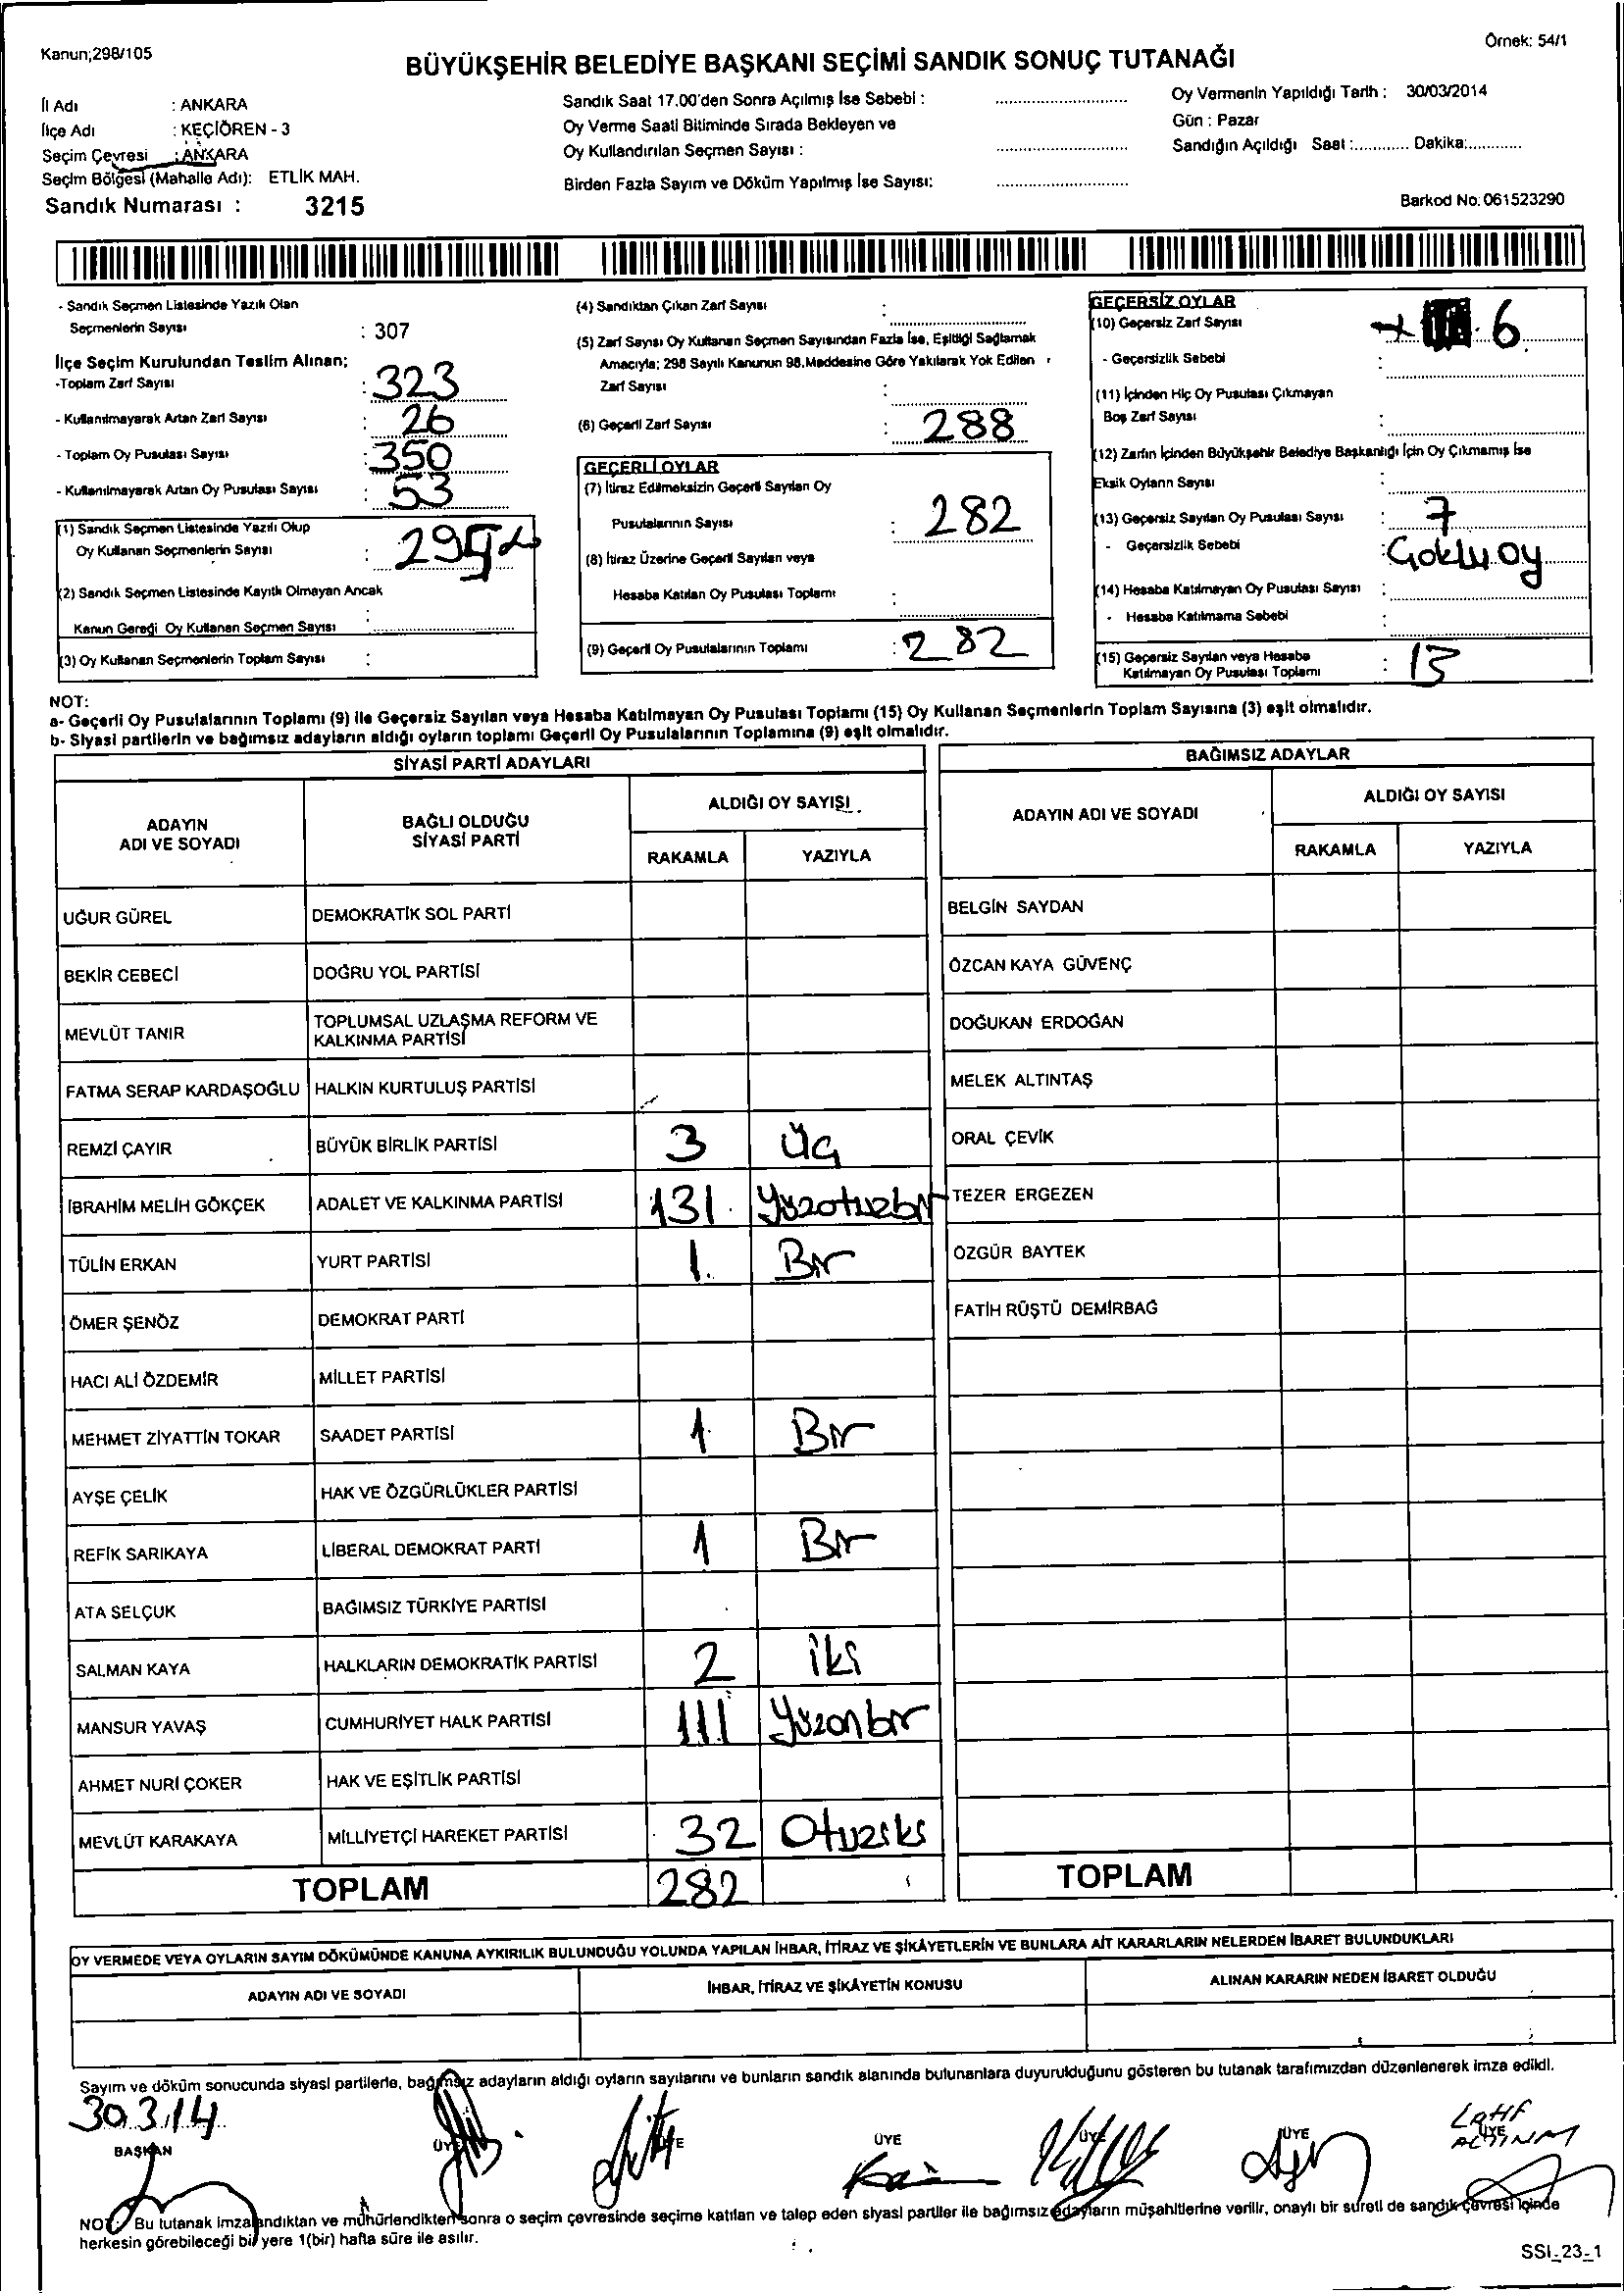 Kanun;298/105
Örnek: 54/1
BÜYÜKŞEHİR BELEDİYE BAŞKANI SEÇİMİ SANDIK SONUÇ TUTANAĞI
İl Adı : ANKARA
İlçe Adı : KEÇİÖREN - 3
Seçim Çevresi : ANKARA
Seçim Bölgesi (Mahalle Adı): ETLİK MAH.
Sandık Numarası : 3215
Sandık Saat 17.00'den Sonra Açılmış İse Sebebi :
Oy Verme Saati Bitiminde Sırada Bekleyen ve
Oy Kullandırılan Seçmen Sayısı :
Birden Fazla Sayım ve Döküm Yapılmış İse Sayısı:
Oy Vermenin Yapıldığı Tarih : 30/03/2014
Gün : Pazar
Sandığın Açıldığı Saat :............ Dakika:............
Barkod No: 061523290
- Sandık Seçmen Listesinde Yazılı Olan
Seçmenlerin Sayısı : 307
İlçe Seçim Kurulundan Teslim Alınan;
-Toplam Zarf Sayısı : 323
- Kullanılmayarak Artan Zarf Sayısı : 26
- Toplam Oy Pusulası Sayısı : 350
- Kullanılmayarak Artan Oy Pusulası Sayısı : 53
(1) Sandık Seçmen Listesinde Yazılı Olup
Oy Kullanan Seçmenlerin Sayısı :
(2) Sandık Seçmen Listesinde Kayıtlı Olmayan Ancak
Kanun Gereği Oy Kullanan Seçmen Sayısı :
(3) Oy Kullanan Seçmenlerin Toplam Sayısı :
(4) Sandıktan Çıkan Zarf Sayısı :
(5) Zarf Sayısı Oy Kullanan Seçmen Sayısından Fazla İse, Eşitliği Sağlamak
Amacıyla; 298 Sayılı Kanunun 98.Maddesine Göre Yakılarak Yok Edilen
Zarf Sayısı :
(6) Geçerli Zarf Sayısı : 288
GEÇERLİ OYLAR
(7) İtiraz Edilmeksizin Geçerli Sayılan Oy
Pusulalarının Sayısı : 282
(8) İtiraz Üzerine Geçerli Sayılan veya
Hesaba Katılan Oy Pusulası Toplamı :
(9) Geçerli Oy Pusulalarının Toplamı : 282
GEÇERSİZ OYLAR
(10) Geçersiz Zarf Sayısı 6
- Geçersizlik Sebebi :
(11) İçinden Hiç Oy Pusulası Çıkmayan
Boş Zarf Sayısı :
(12) Zarfın İçinden Büyükşehir Belediye Başkanlığı İçin Oy Çıkmamış İse
Eksik Oyların Sayısı :
(13) Geçersiz Sayılan Oy Pusulası Sayısı : 7
- Geçersizlik Sebebi : Çoklu oy
(14) Hesaba Katılmayan Oy Pusulası Sayısı :
- Hesaba Katılmama Sebebi :
(15) Geçersiz Sayılan veya Hesaba
Katılmayan Oy Pusulası Toplamı : 13
NOT:
a- Geçerli Oy Pusulalarının Toplamı (9) ile Geçersiz Sayılan veya Hesaba Katılmayan Oy Pusulası Toplamı (15) Oy Kullanan Seçmenlerin Toplam Sayısına (3) eşit olmalıdır.
b- Siyasi partilerin ve bağımsız adayların aldığı oyların toplamı Geçerli Oy Pusulalarının Toplamına (9) eşit olmalıdır.
SİYASİ PARTİ ADAYLARI
ADAYIN
ADI VE SOYADI
BAĞLI OLDUĞU
SİYASİ PARTİ
ALDIĞI OY SAYISI
RAKAMLA YAZIYLA
UĞUR GÜREL DEMOKRATİK SOL PARTİ
BEKİR CEBECİ DOĞRU YOL PARTİSİ
MEVLÜT TANIR TOPLUMSAL UZLAŞMA REFORM VE
KALKINMA PARTİSİ
FATMA SERAP KARDAŞOĞLU HALKIN KURTULUŞ PARTİSİ
REMZİ ÇAYIR BÜYÜK BİRLİK PARTİSİ 3 üç
İBRAHİM MELİH GÖKÇEK ADALET VE KALKINMA PARTİSİ 131 Yüzotuzbir
TÜLİN ERKAN YURT PARTİSİ 1. Bir
ÖMER ŞENÖZ DEMOKRAT PARTİ
HACI ALİ ÖZDEMİR MİLLET PARTİSİ
MEHMET ZİYATTİN TOKAR SAADET PARTİSİ 1 Bir
AYŞE ÇELİK HAK VE ÖZGÜRLÜKLER PARTİSİ
REFİK SARIKAYA LİBERAL DEMOKRAT PARTİ 1 Bir
ATA SELÇUK BAĞIMSIZ TÜRKİYE PARTİSİ
SALMAN KAYA HALKLARIN DEMOKRATİK PARTİSİ 2 iki
MANSUR YAVAŞ CUMHURİYET HALK PARTİSİ 111 Yüzonbir
AHMET NURİ ÇOKER HAK VE EŞİTLİK PARTİSİ
MEVLÜT KARAKAYA MİLLİYETÇİ HAREKET PARTİSİ 32 Otuziki
TOPLAM 282
BAĞIMSIZ ADAYLAR
ADAYIN ADI VE SOYADI
ALDIĞI OY SAYISI
RAKAMLA YAZIYLA
BELGİN SAYDAN
ÖZCAN KAYA GÜVENÇ
DOĞUKAN ERDOĞAN
MELEK ALTINTAŞ
ORAL ÇEVİK
TEZER ERGEZEN
ÖZGÜR BAYTEK
FATİH RÜŞTÜ DEMİRBAĞ
TOPLAM
OY VERMEDE VEYA OYLARIN SAYIM DÖKÜMÜNDE KANUNA AYKIRILIK BULUNDUĞU YOLUNDA YAPILAN İHBAR, İTİRAZ VE ŞİKÂYETLERİN VE BUNLARA AİT KARARLARIN NELERDEN İBARET BULUNDUKLARI
ADAYIN ADI VE SOYADI İHBAR, İTİRAZ VE ŞİKÂYETİN KONUSU ALINAN KARARIN NEDEN İBARET OLDUĞU
Sayım ve döküm sonucunda siyasi partilerle, bağımsız adayların aldığı oyların sayılarını ve bunların sandık alanında bulunanlara duyurulduğunu gösteren bu tutanak tarafımızdan düzenlenerek imza edildi.
30.3.14
BAŞKAN ÜYE ÜYE ÜYE ÜYE ÜYE ÜYE
NOT: Bu tutanak imzalandıktan ve mühürlendikten sonra o seçim çevresinde seçime katılan ve talep eden siyasi partiler ile bağımsız adayların müşahitlerine verilir, onaylı bir sureti de sandık çevresi içinde
herkesin görebileceği bir yere 1(bir) hafta süre ile asılır.
SSI_23_1